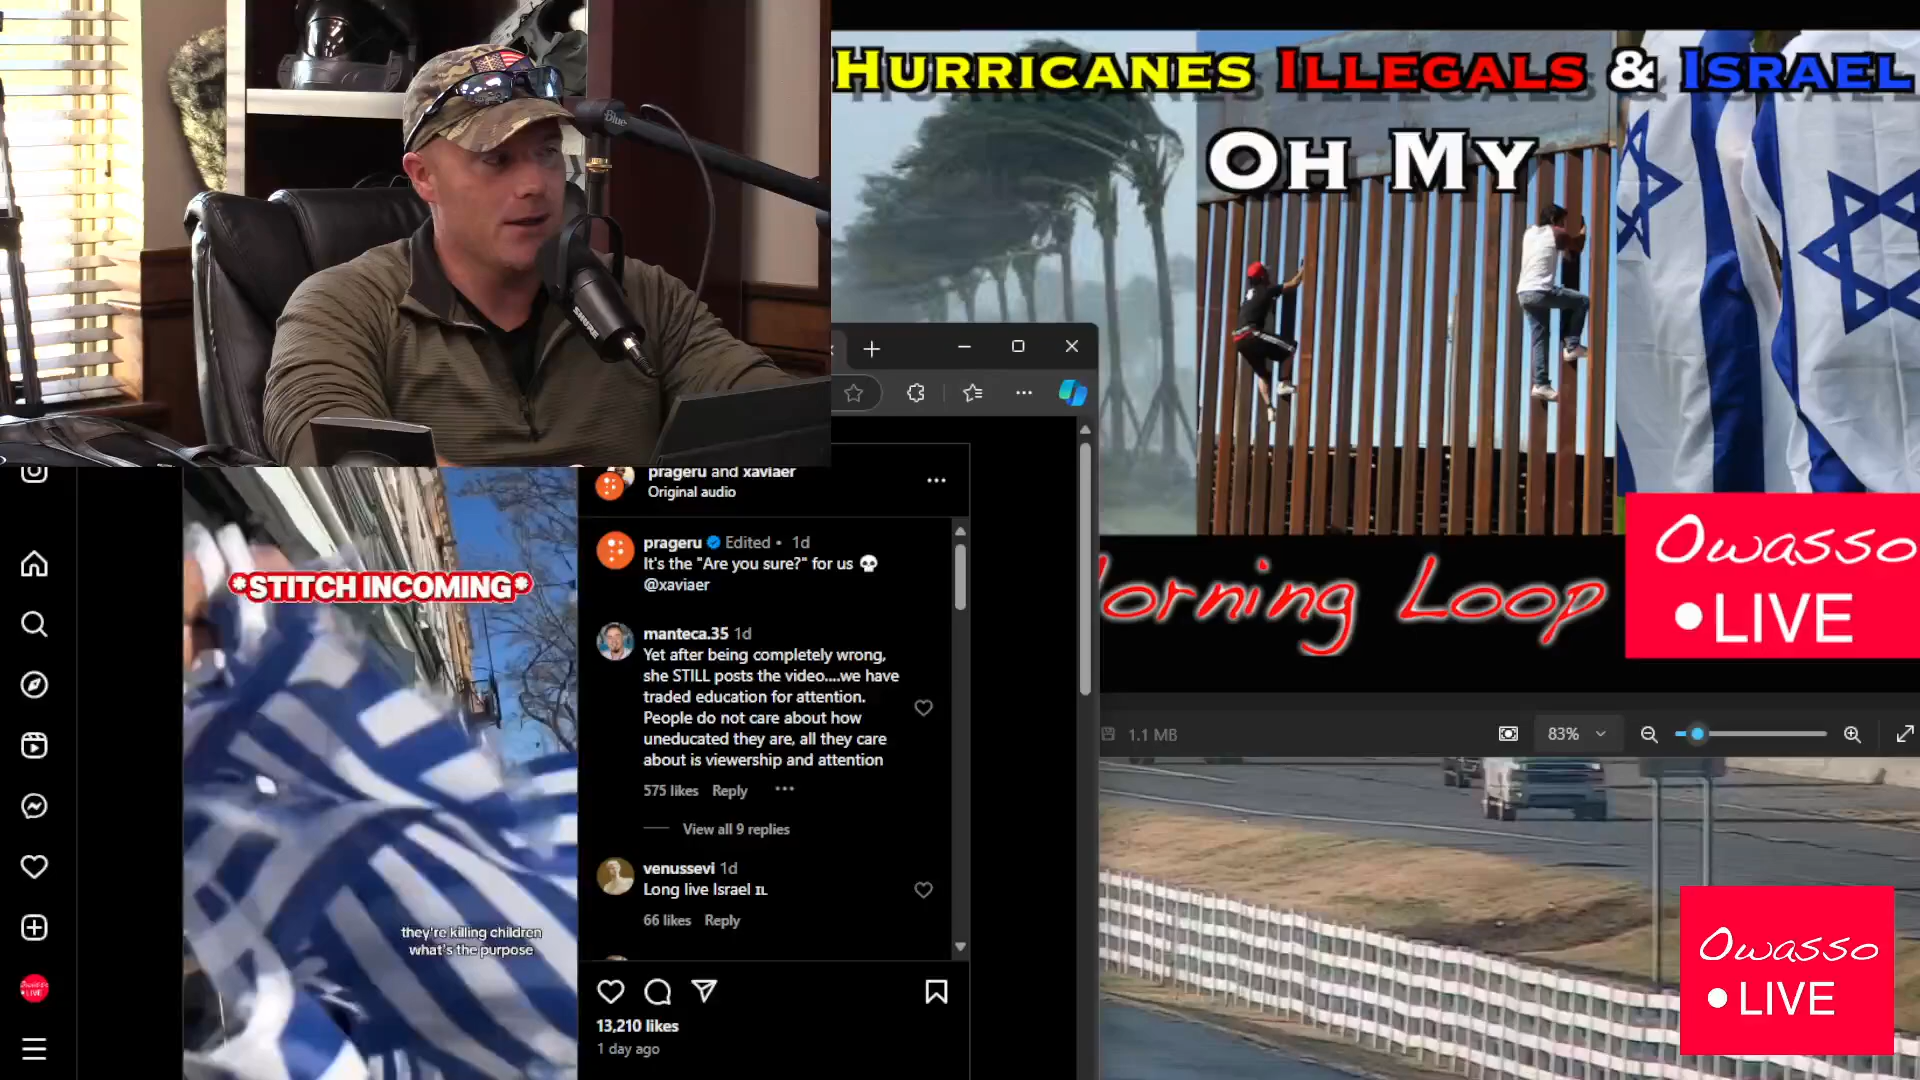 HURRICANES ILLEGALS & ISRAEL
OH MY
Blue
SHURE
prageru and xaviaer
Original audio
prageru Edited • 1d
It's the "Are you sure?" for us 💀
@xaviaer
*STITCH INCOMING*
manteca.35 1d
Yet after being completely wrong,
she STILL posts the video....we have
traded education for attention.
People do not care about how
uneducated they are, all they care
about is viewership and attention
575 likes Reply
View all 9 replies
venussevi 1d
Long live Israel IL
66 likes Reply
they're killing children
what's the purpose
13,210 likes
1 day ago
orning Loop
Owasso
LIVE
1.1 MB
83%
Owasso
LIVE
Owasso
LIVE